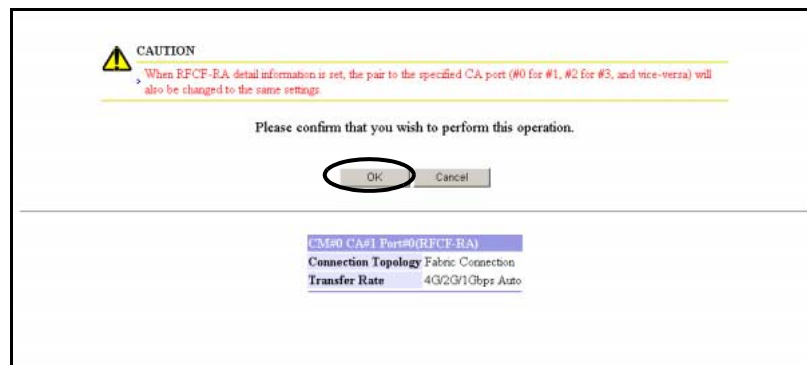 CAUTION
When RFCF-RA detail information is set, the pair to the specified CA port (#0 for #1, #2 for #3, and vice-versa) will
also be changed to the same settings.
Please confirm that you wish to perform this operation.
OK Cancel
CM#0 CA#1 Port#0(RFCF-RA)
Connection Topology Fabric Connection
Transfer Rate 4G/2G/1Gbps Auto